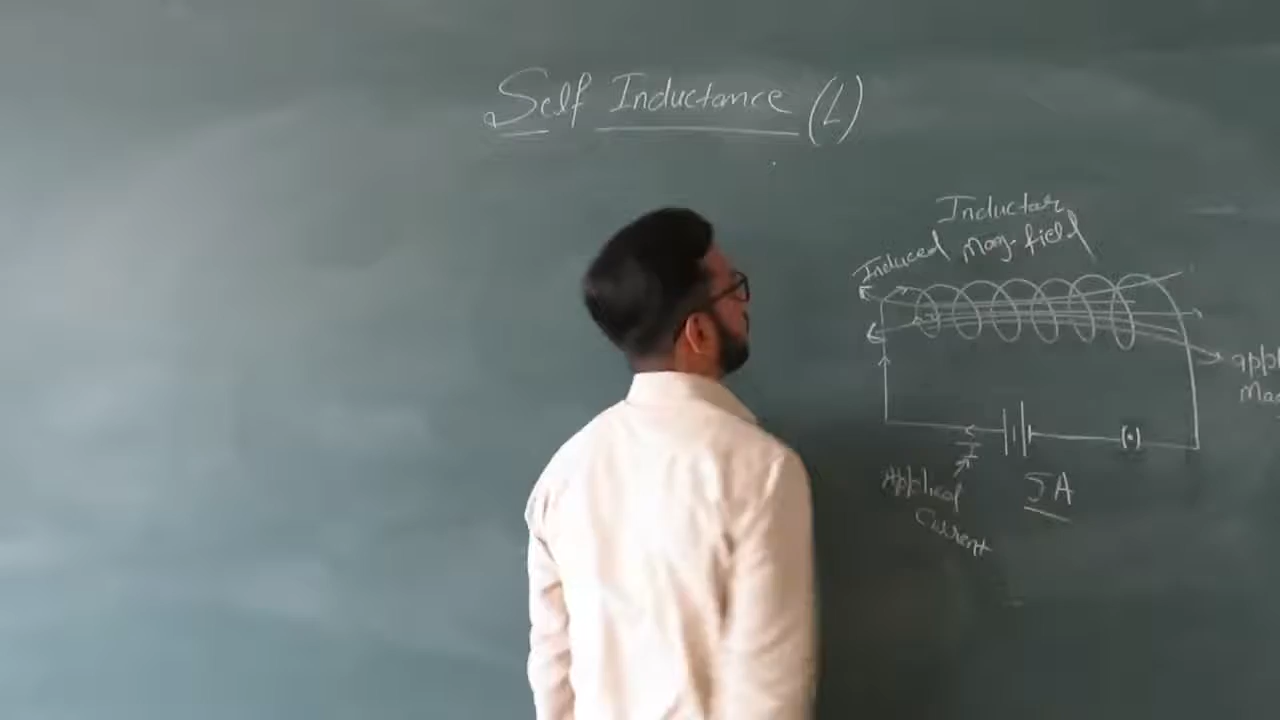 Self Inductance (L)
Inductor
Induced Mag. field
I
Applied
Current
5A